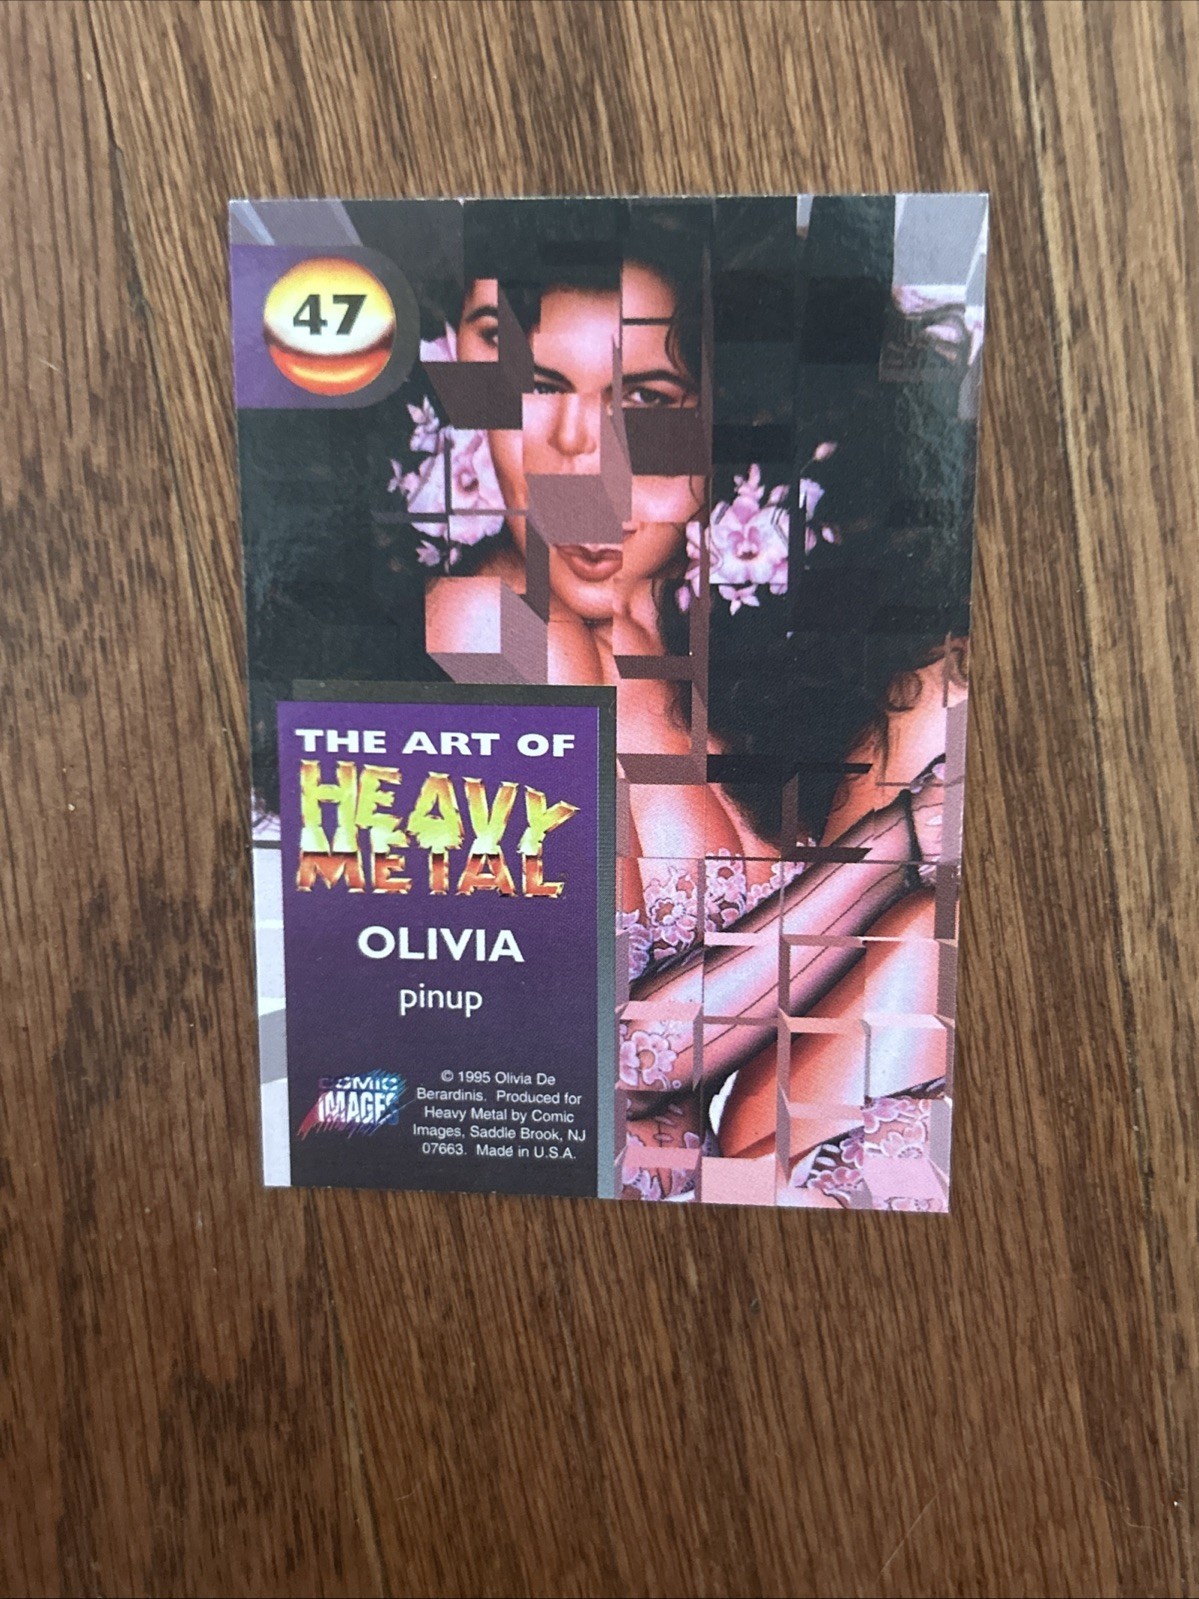 47
THE ART OF
HEAVY
METAL
OLIVIA
pinup
COMIC
IMAGES
© 1995 Olivia De
Berardinis. Produced for
Heavy Metal by Comic
Images, Saddle Brook, NJ
07663. Made in U.S.A.